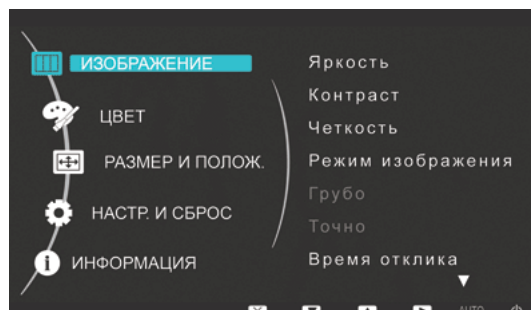 ИЗОБРАЖЕНИЕ
ЦВЕТ
РАЗМЕР И ПОЛОЖ.
НАСТР. И СБРОС
ИНФОРМАЦИЯ
Яркость
Контраст
Четкость
Режим изображения
Грубо
Точно
Время отклика
AUTO